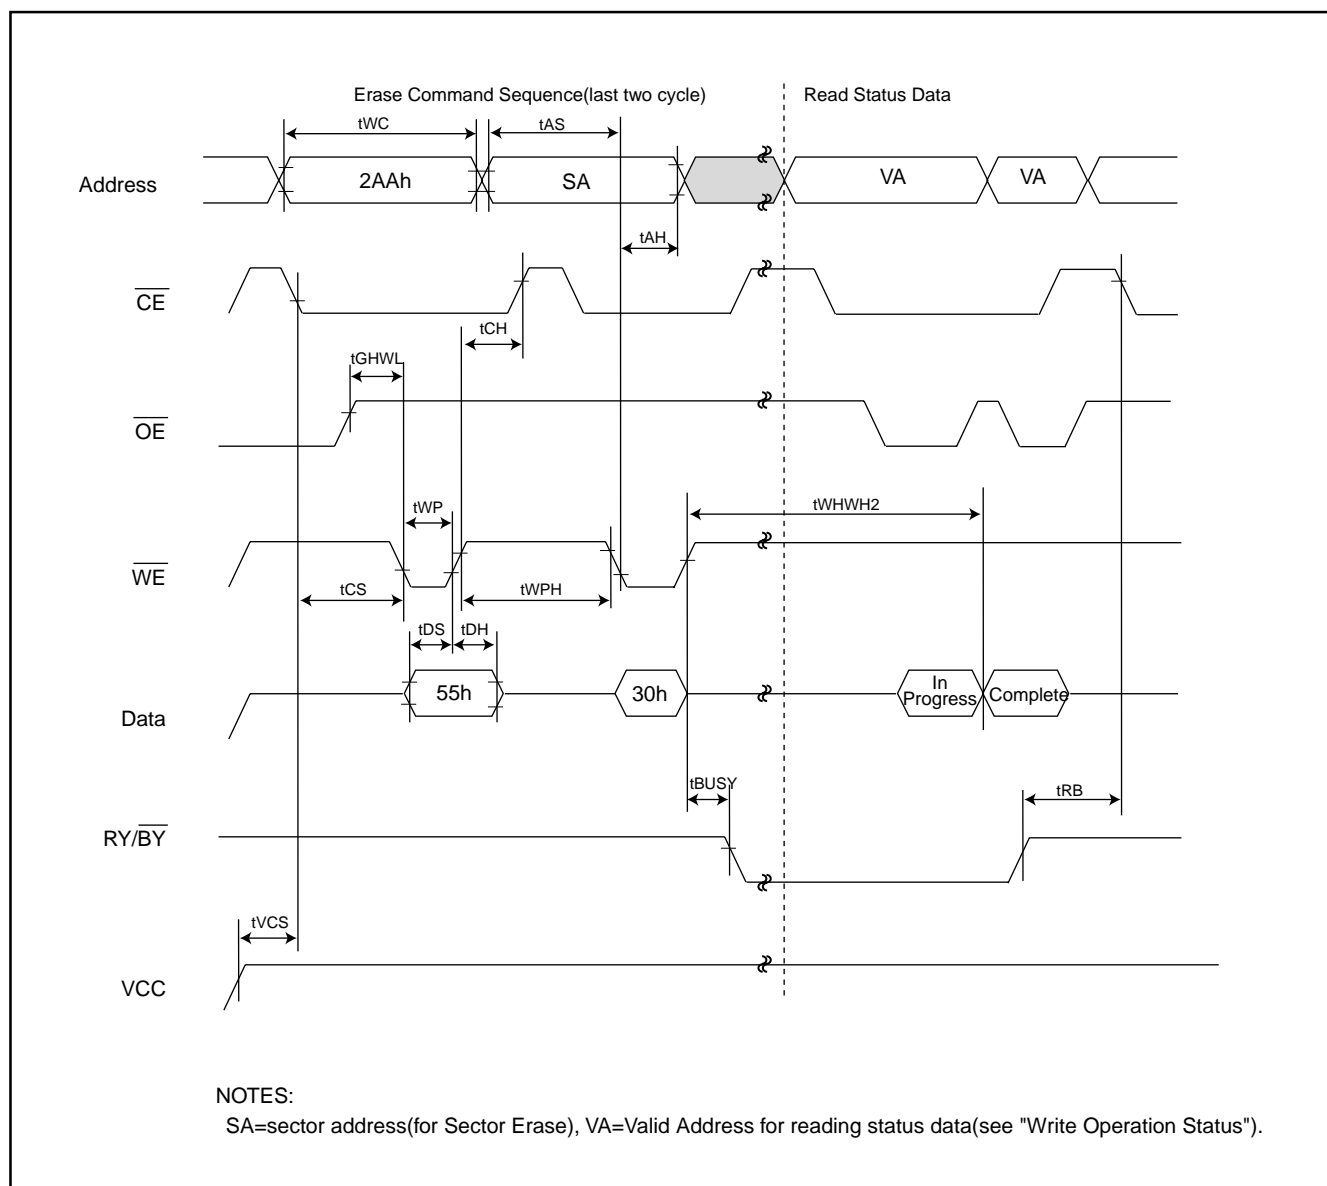 Erase Command Sequence(last two cycle)
Read Status Data
tWC
tAS
Address
2AAh
SA
VA
VA
tAH
CE
tCH
tGHWL
OE
tWP
tWHWH2
WE
tCS
tWPH
tDS
tDH
Data
55h
30h
In
Progress
Complete
tBUSY
tRB
RY/BY
tVCS
VCC
NOTES:
SA=sector address(for Sector Erase), VA=Valid Address for reading status data(see "Write Operation Status").